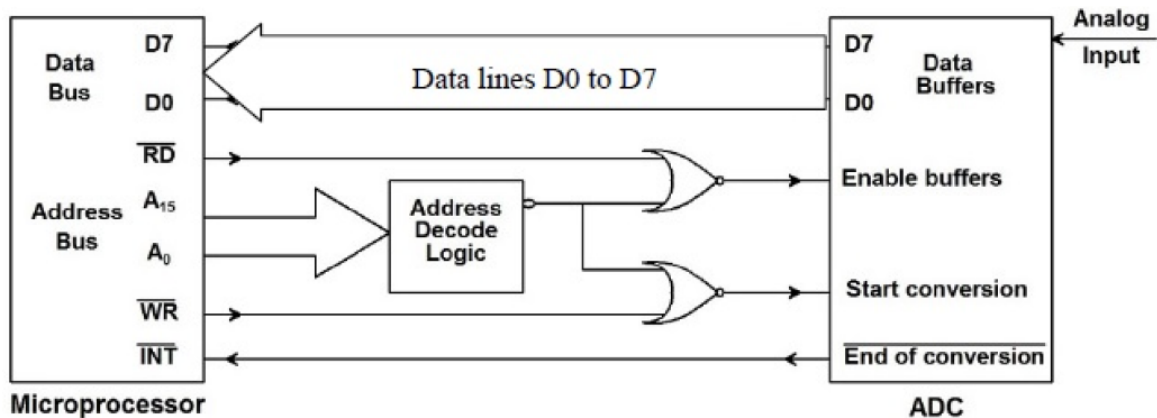 Data
Bus
D7
D0
Data lines D0 to D7
D7
D0
Data
Buffers
Analog
Input
RD
Enable buffers
Address
Bus
A15
A0
Address
Decode
Logic
WR
Start conversion
INT
End of conversion
Microprocessor
ADC